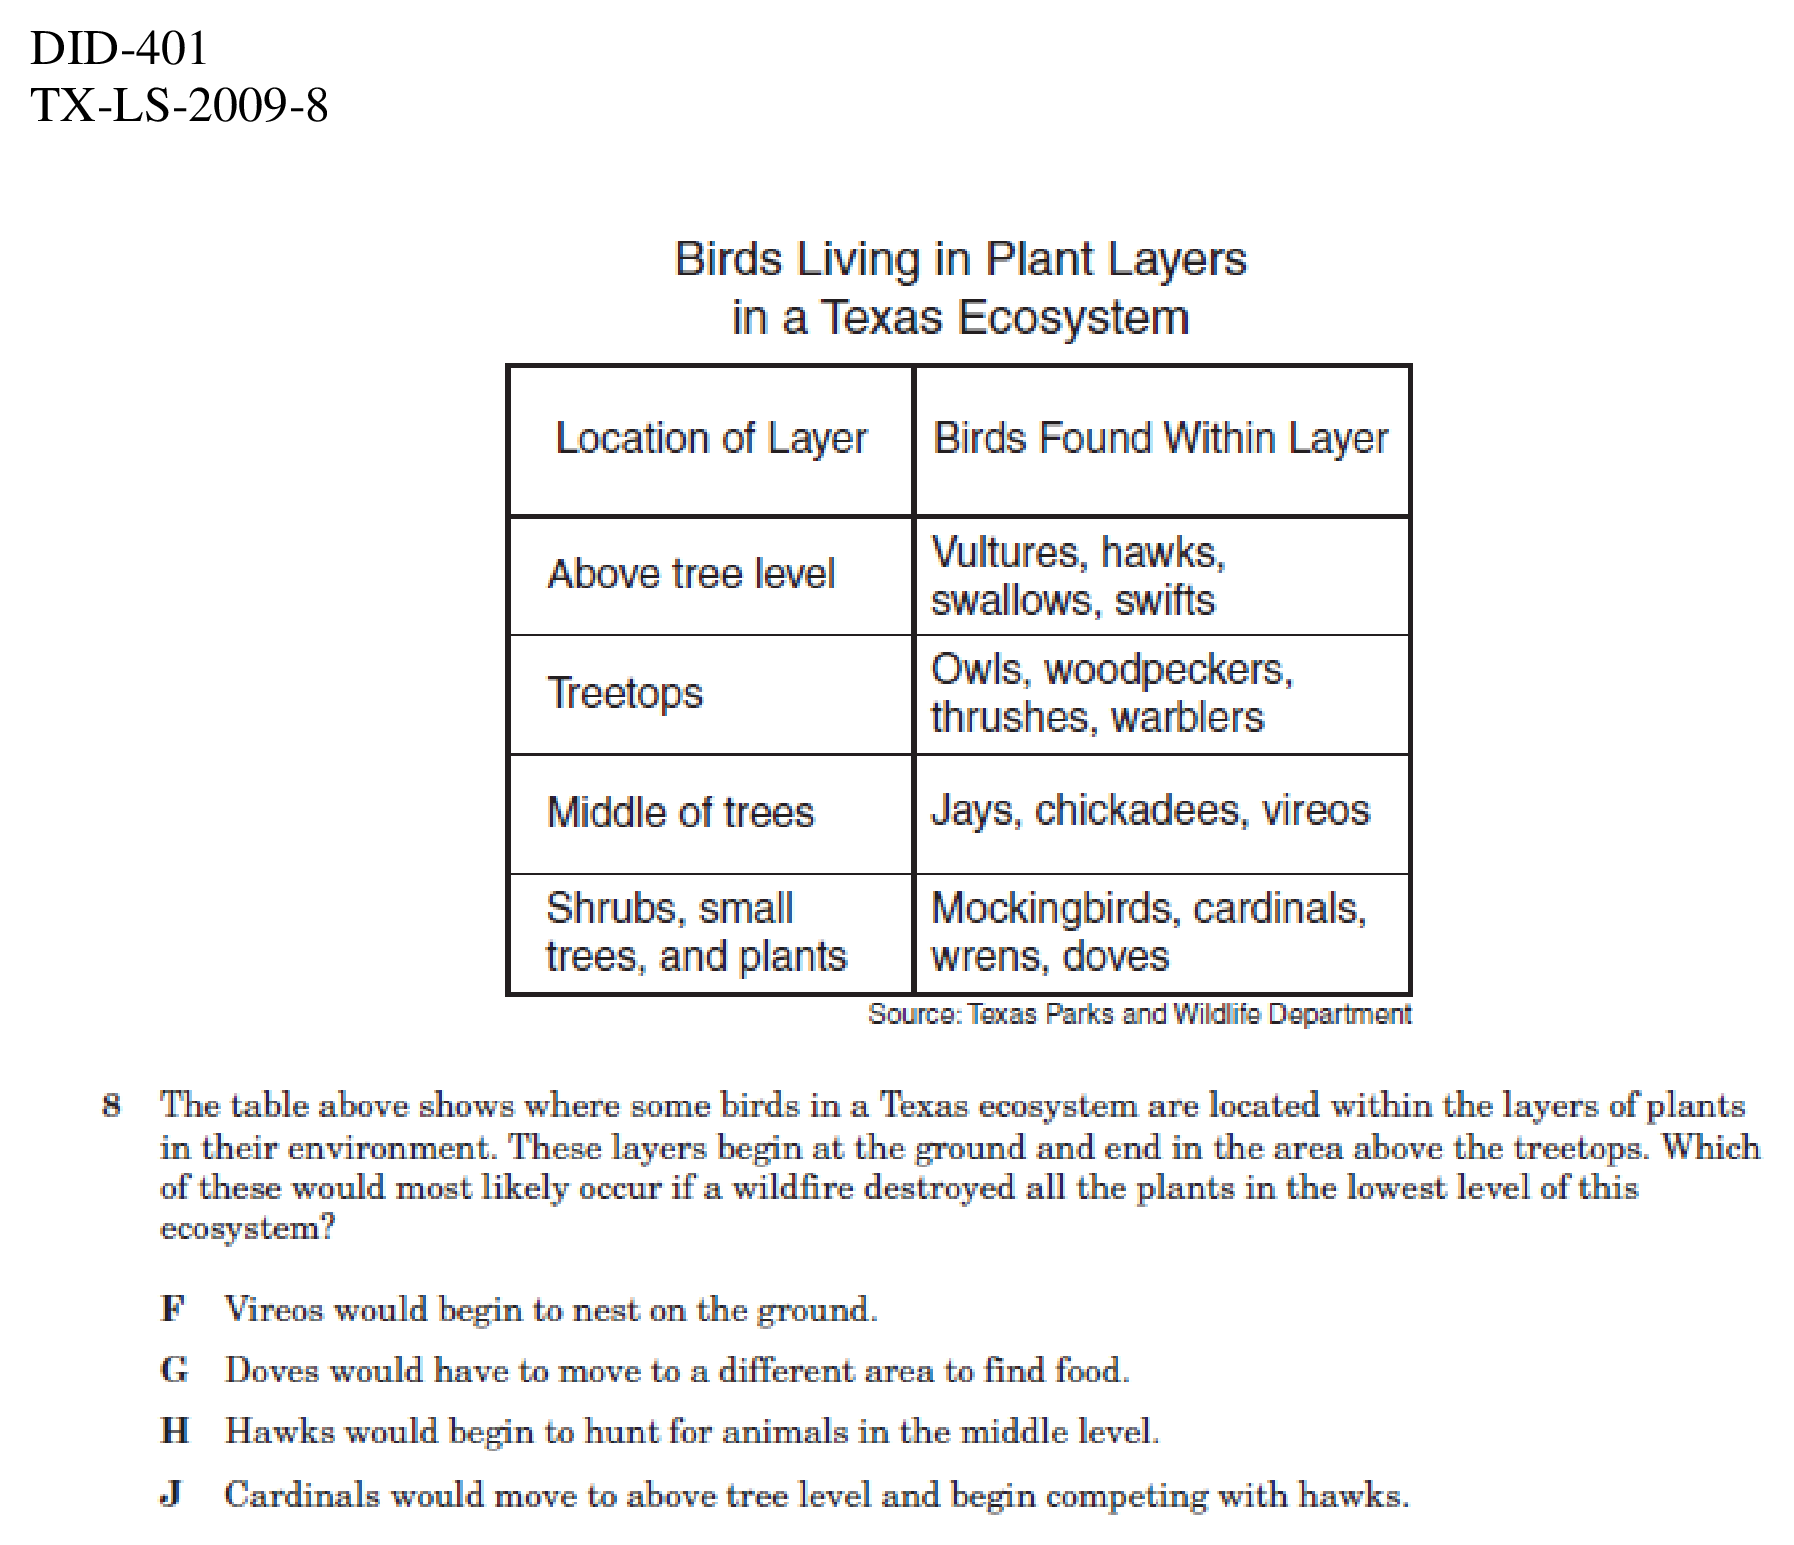 DID-401
TX-LS-2009-8
Birds Living in Plant Layers
in a Texas Ecosystem
Location of Layer
Birds Found Within Layer
Above tree level
Vultures, hawks,
swallows, swifts
Treetops
Owls, woodpeckers,
thrushes, warblers
Middle of trees
Jays, chickadees, vireos
Shrubs, small
trees, and plants
Mockingbirds, cardinals,
wrens, doves
Source: Texas Parks and Wildlife Department
8 The table above shows where some birds in a Texas ecosystem are located within the layers of plants
in their environment. These layers begin at the ground and end in the area above the treetops. Which
of these would most likely occur if a wildfire destroyed all the plants in the lowest level of this
ecosystem?
F Vireos would begin to nest on the ground.
G Doves would have to move to a different area to find food.
H Hawks would begin to hunt for animals in the middle level.
J Cardinals would move to above tree level and begin competing with hawks.